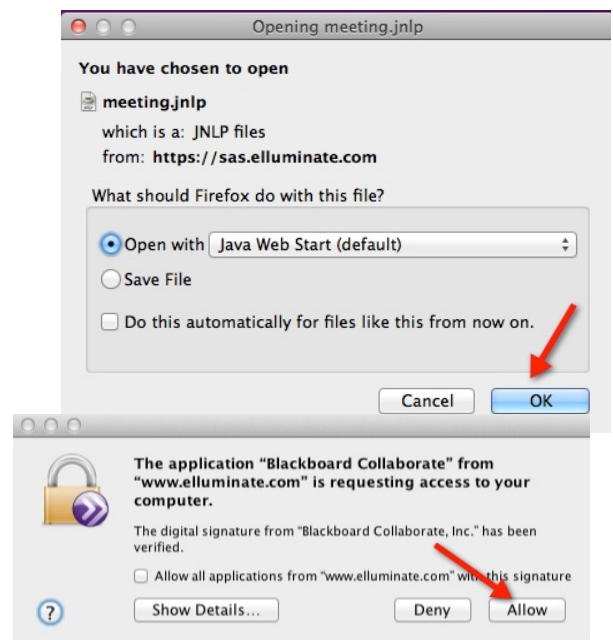 Opening meeting.jnlp
You have chosen to open
meeting.jnlp
which is a: JNLP files
from: https://sas.elluminate.com
What should Firefox do with this file?
Open with Java Web Start (default)
Save File
Do this automatically for files like this from now on.
Cancel OK
The application “Blackboard Collaborate” from
“www.elluminate.com” is requesting access to your
computer.
The digital signature from “Blackboard Collaborate, Inc.” has been
verified.
Allow all applications from “www.elluminate.com” with this signature
? Show Details... Deny Allow